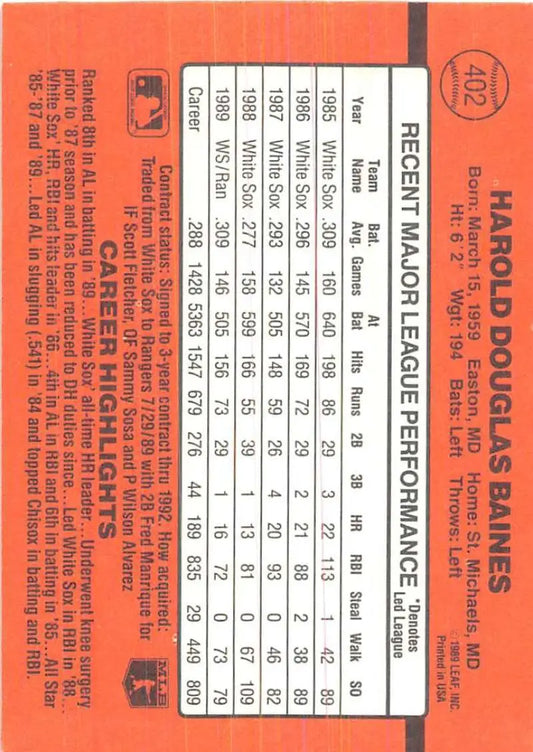 402
HAROLD DOUGLAS BAINES
Born: March 15, 1959 Easton, MD Home: St. Michaels, MD
Ht: 6' 2" Wgt: 194 Bats: Left Throws: Left
© 1989 LEAF, INC.
Printed in USA
RECENT MAJOR LEAGUE PERFORMANCE *Denotes Led League
Year Team Name Bat. Avg. Games At Bat Hits Runs 2B 3B HR RBI Steal Walk SO
1985 White Sox .309 160 640 198 86 29 3 22 113 1 42 89
1986 White Sox .296 145 570 169 72 29 2 21 88 2 38 89
1987 White Sox .293 132 505 148 59 26 4 20 93 0 46 82
1988 White Sox .277 158 599 166 55 39 1 13 81 0 67 109
1989 WS/Ran .309 146 505 156 73 29 1 16 72 0 73 79
Career .288 1428 5363 1547 679 276 44 189 835 29 449 809
Contract status: Signed to 3-year contract thru 1992. How acquired:
Traded from White Sox to Rangers 7/29/89 with 2B Fred Manrique for
IF Scott Fletcher, OF Sammy Sosa and P Wilson Alvarez
MLB
CAREER HIGHLIGHTS
Ranked 8th in AL in batting in '89... White Sox' all-time HR leader... Underwent knee surgery
prior to '87 season and has been reduced to DH duties since... Led White Sox in RBI in '88...
White Sox' HR, RBI and hits leader in '86... 4th in AL in RBI and 6th in batting in '85... All Star
'85-'87 and '89... Led AL in slugging (.541) in '84 and topped Chisox in batting and RBI.